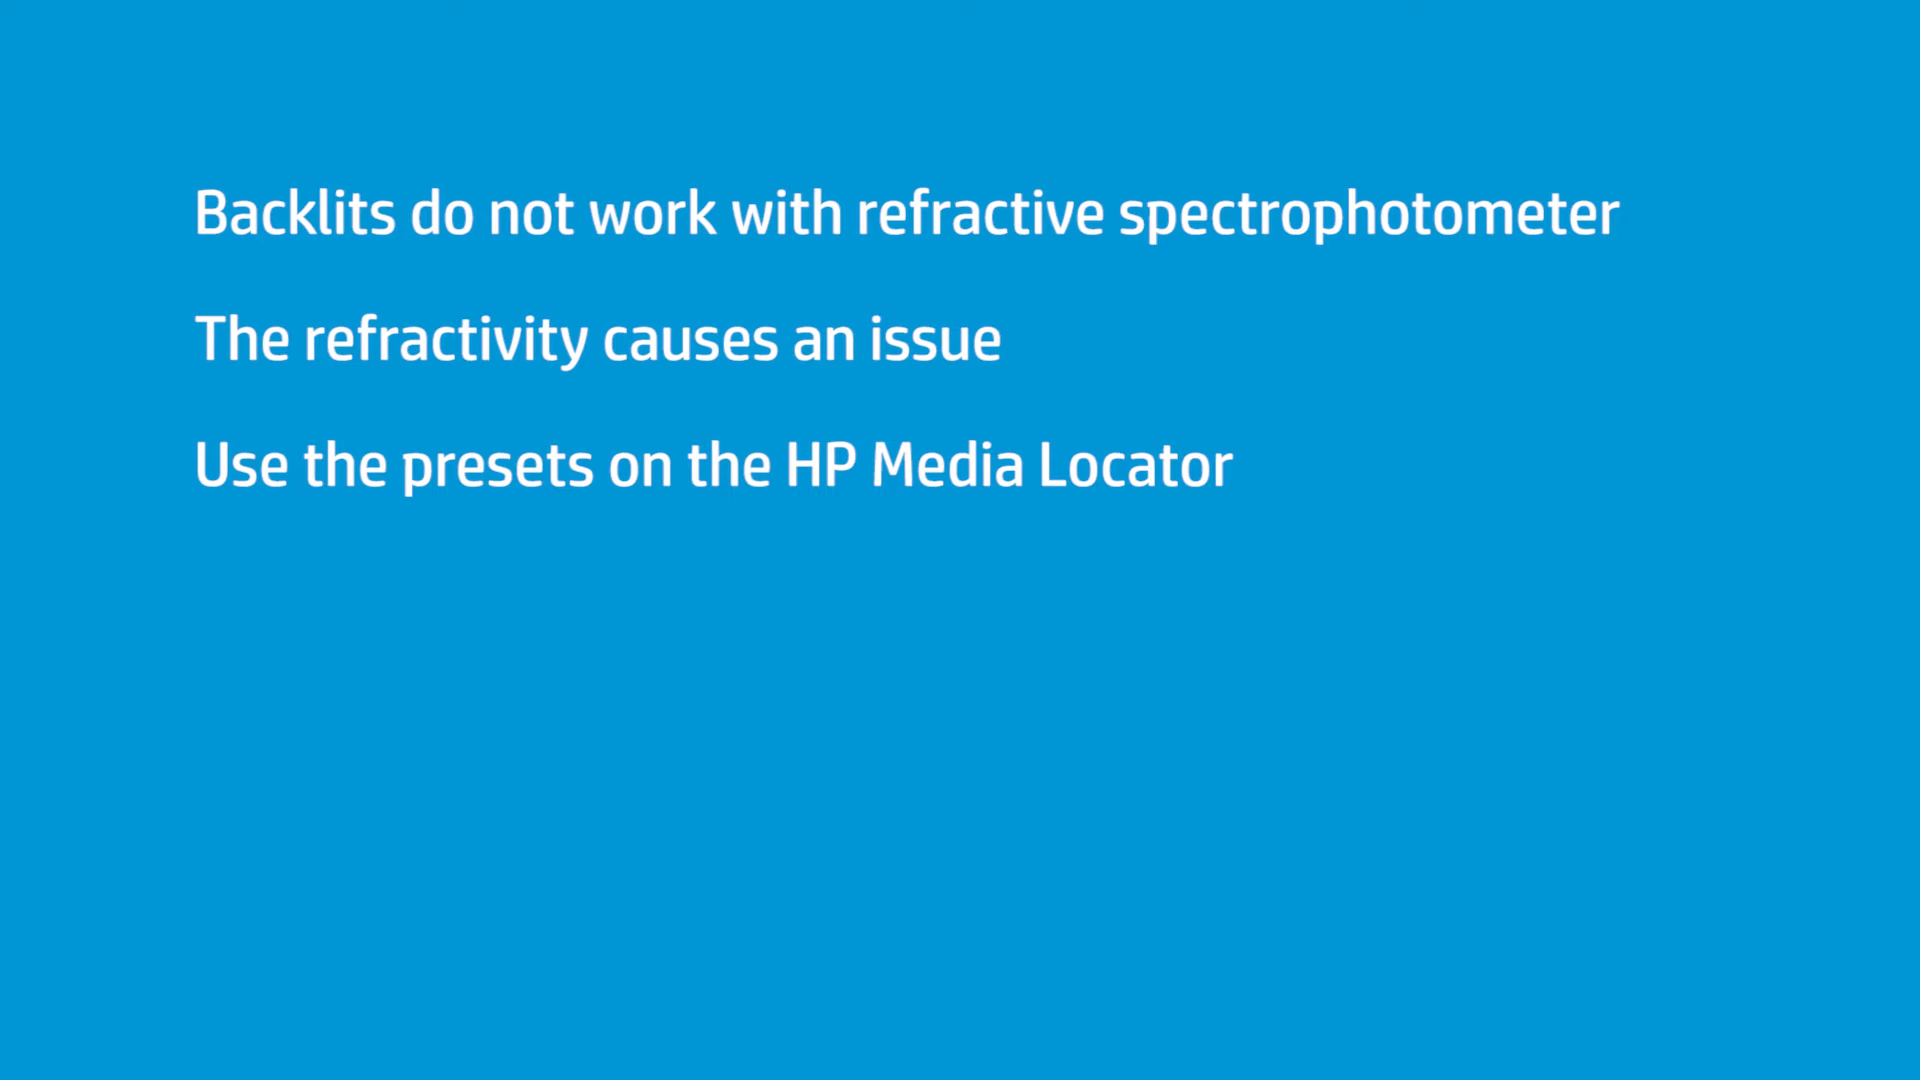 Backlits do not work with refractive spectrophotometer
The refractivity causes an issue
Use the presets on the HP Media Locator